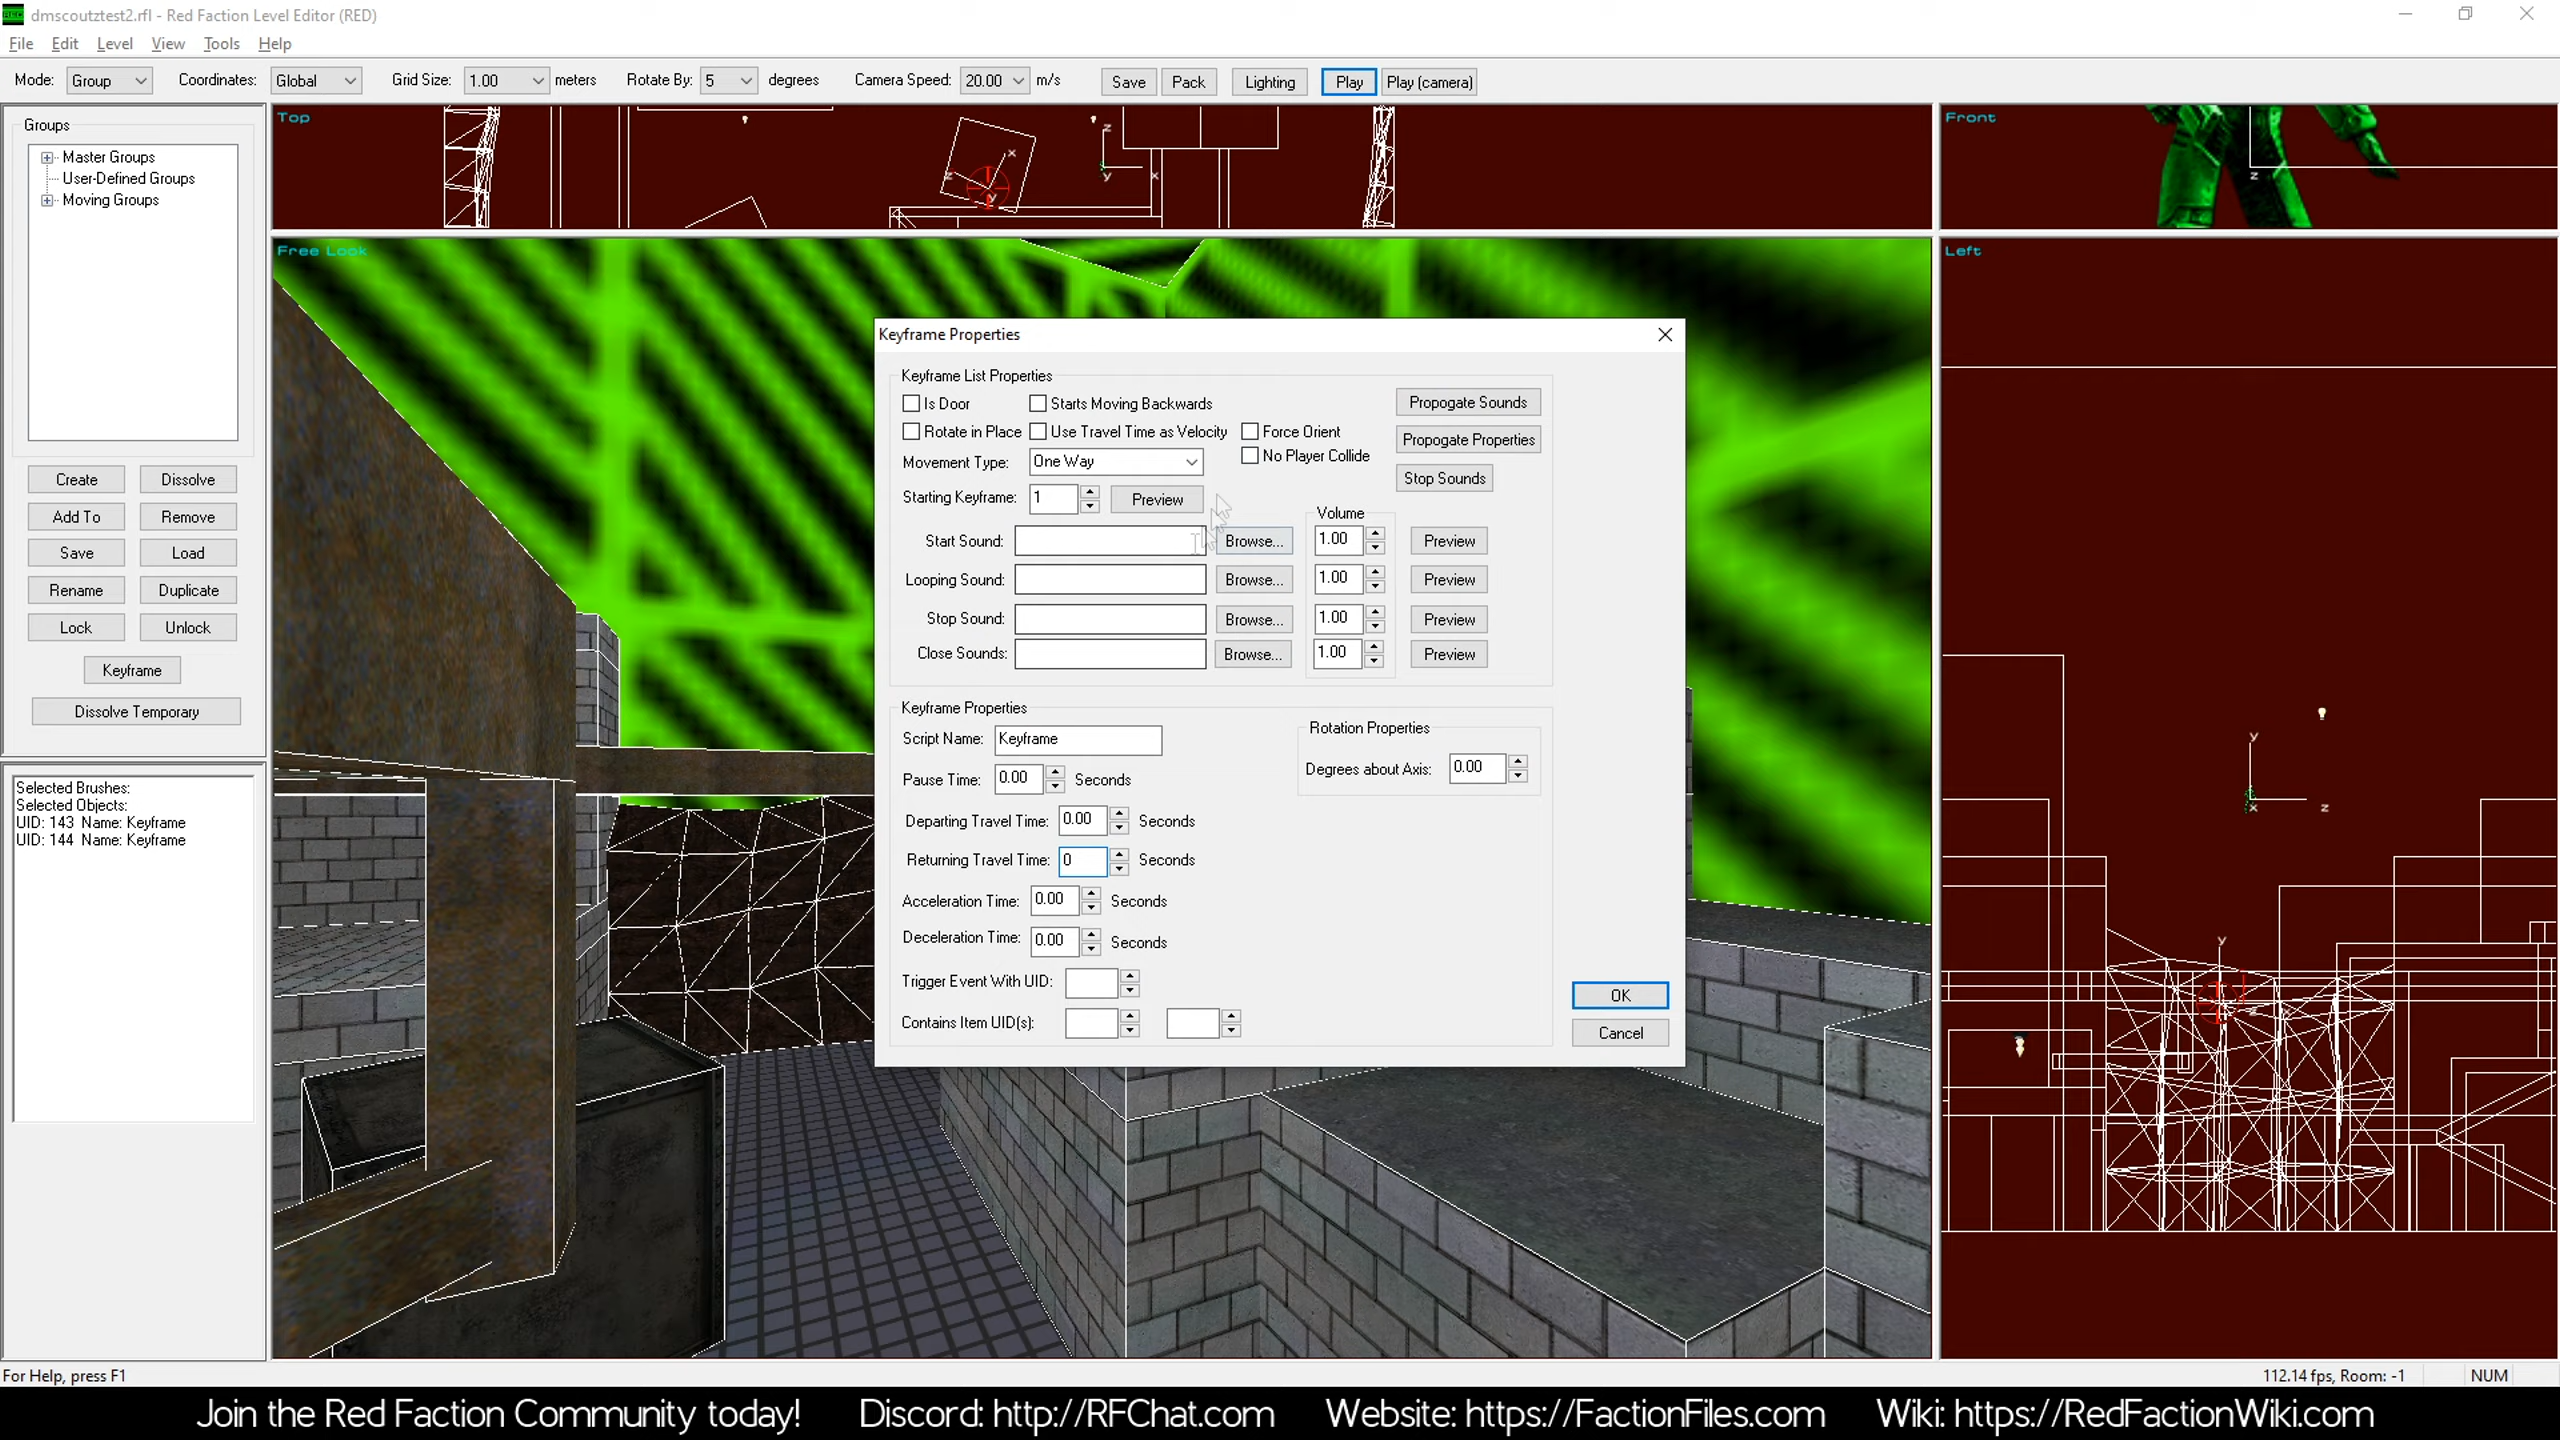 dmscoutztest2.rfl - Red Faction Level Editor (RED)
File Edit Level View Tools Help
Mode: Group Coordinates: Global Grid Size: 1.00 meters Rotate By: 5 degrees Camera Speed: 20.00 m/s Save Pack Lighting Play Play (camera)
Groups
Master Groups
User-Defined Groups
Moving Groups
Create Dissolve
Add To Remove
Save Load
Rename Duplicate
Lock Unlock
Keyframe
Dissolve Temporary
Selected Brushes:
Selected Objects:
UID: 143 Name: Keyframe
UID: 144 Name: Keyframe
Top
z
x
x
z
y
y
x
Front
z
Free Look
Left
y
x
z
y
Keyframe Properties
Keyframe List Properties
Is Door Starts Moving Backwards
Rotate in Place Use Travel Time as Velocity Force Orient
Movement Type: One Way No Player Collide
Starting Keyframe: 1 Preview
Propogate Sounds
Propogate Properties
Stop Sounds
Volume
Start Sound: Browse... 1.00 Preview
Looping Sound: Browse... 1.00 Preview
Stop Sound: Browse... 1.00 Preview
Close Sounds: Browse... 1.00 Preview
Keyframe Properties
Script Name: Keyframe
Pause Time: 0.00 Seconds
Departing Travel Time: 0.00 Seconds
Returning Travel Time: 0 Seconds
Acceleration Time: 0.00 Seconds
Deceleration Time: 0.00 Seconds
Trigger Event With UID:
Contains Item UID(s):
Rotation Properties
Degrees about Axis: 0.00
OK
Cancel
For Help, press F1
112.14 fps, Room: -1 NUM
Join the Red Faction Community today! Discord: http://RFChat.com Website: https://FactionFiles.com Wiki: https://RedFactionWiki.com